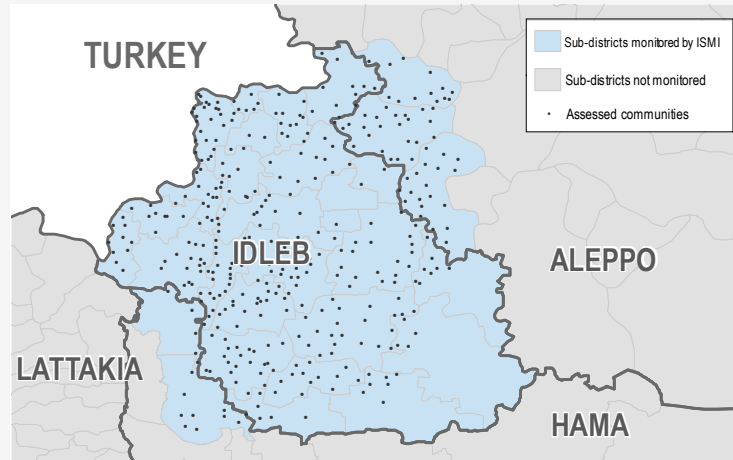 TURKEY
Sub-districts monitored by ISMI
Sub-districts not monitored
Assessed communities
IDLEB
ALEPPO
LATTAKIA
HAMA